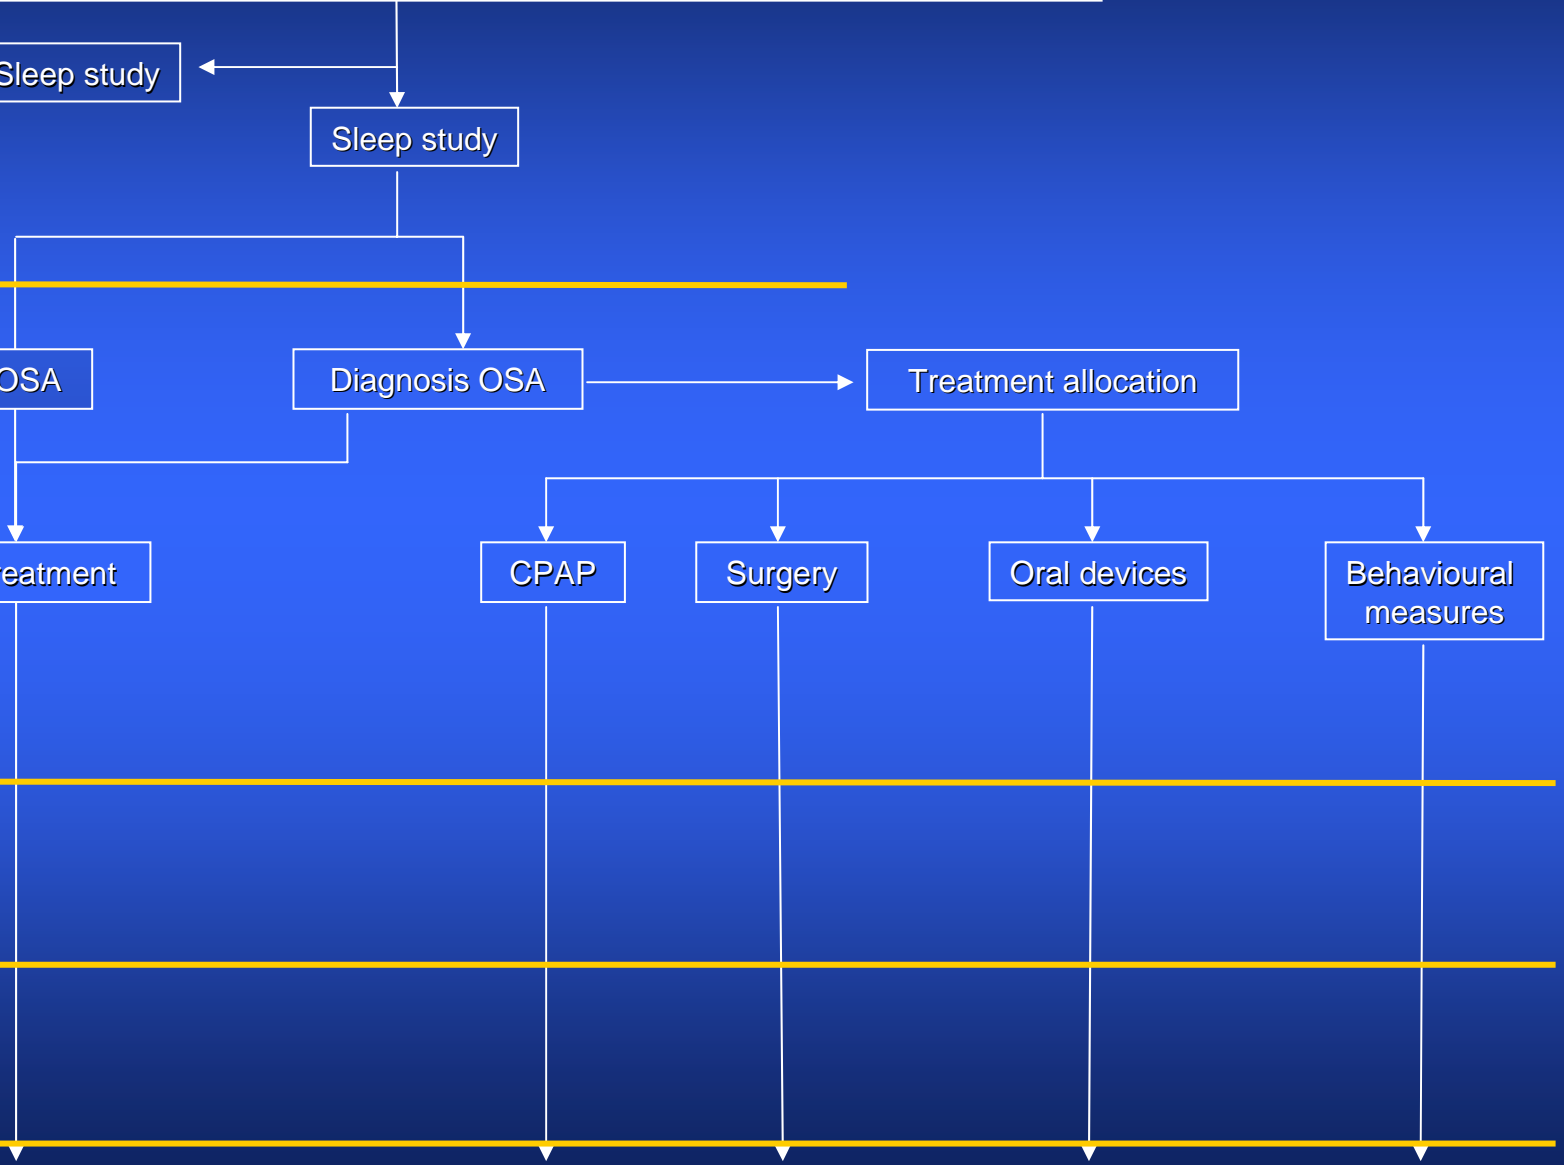 Sleep study
Sleep study
OSA
Diagnosis OSA
Treatment allocation
eatment
CPAP
Surgery
Oral devices
Behavioural
measures